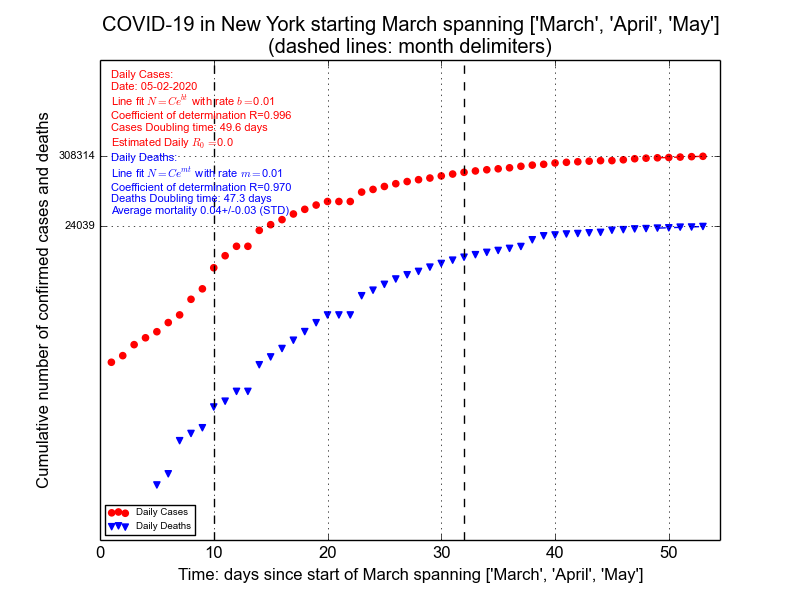 COVID-19 in New York starting March spanning ['March', 'April', 'May']
(dashed lines: month delimiters)
Daily Cases:
Date: 05-02-2020
Line fit N = Ce^{bt} with rate b =0.01
Coefficient of determination R=0.996
Cases Doubling time: 49.6 days
Estimated Daily R_0 =0.0
Daily Deaths:
Line fit N = Ce^{mt} with rate m =0.01
Coefficient of determination R=0.970
Deaths Doubling time: 47.3 days
Average mortality 0.04+/-0.03 (STD)
308314
24039
Cumulative number of confirmed cases and deaths
Daily Cases
Daily Deaths
0 10 20 30 40 50
Time: days since start of March spanning ['March', 'April', 'May']